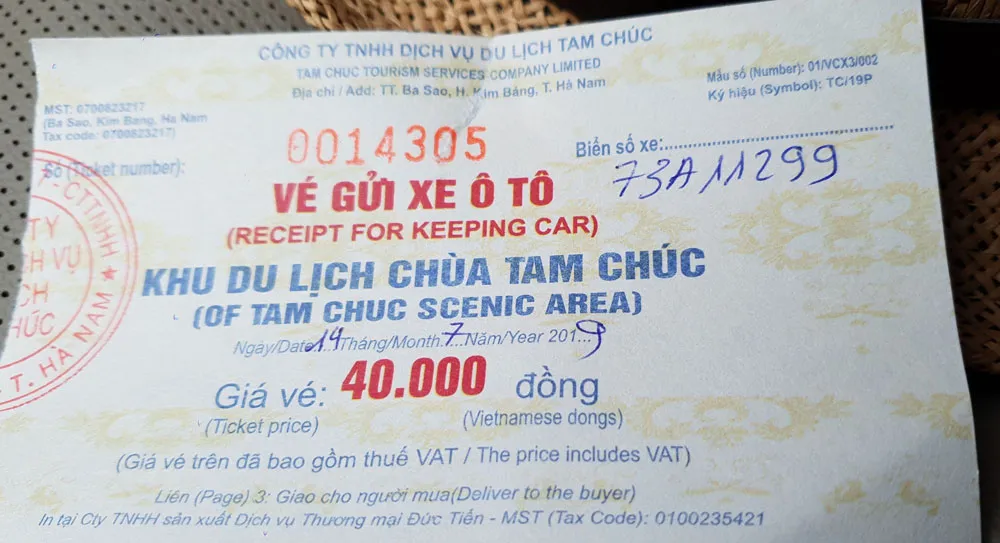 CÔNG TY TNHH DỊCH VỤ DU LỊCH TAM CHÚC
TAM CHUC TOURISM SERVICES COMPANY LIMITED
Địa chỉ / Add: TT. Ba Sao, H. Kim Bảng, T. Hà Nam
Mẫu số (Number): 01/VCX3/002
Ký hiệu (Symbol): TC/19P
MST: 0700823217
(Ba Sao, Kim Bang, Ha Nam
Tax code: 0700823217)
Số (Ticket number):
0014305
Biển số xe:
73A11299
VÉ GỬI XE Ô TÔ
(RECEIPT FOR KEEPING CAR)
KHU DU LỊCH CHÙA TAM CHÚC
(OF TAM CHUC SCENIC AREA)
Ngày/Date 14 Tháng/Month 7 Năm/Year 2019
Giá vé: 40.000 đồng
(Ticket price) (Vietnamese dongs)
(Giá vé trên đã bao gồm thuế VAT / The price includes VAT)
Liên (Page) 3: Giao cho người mua(Deliver to the buyer)
In tại Cty TNHH sản xuất Dịch vụ Thương mại Đức Tiến - MST (Tax Code): 0100235421